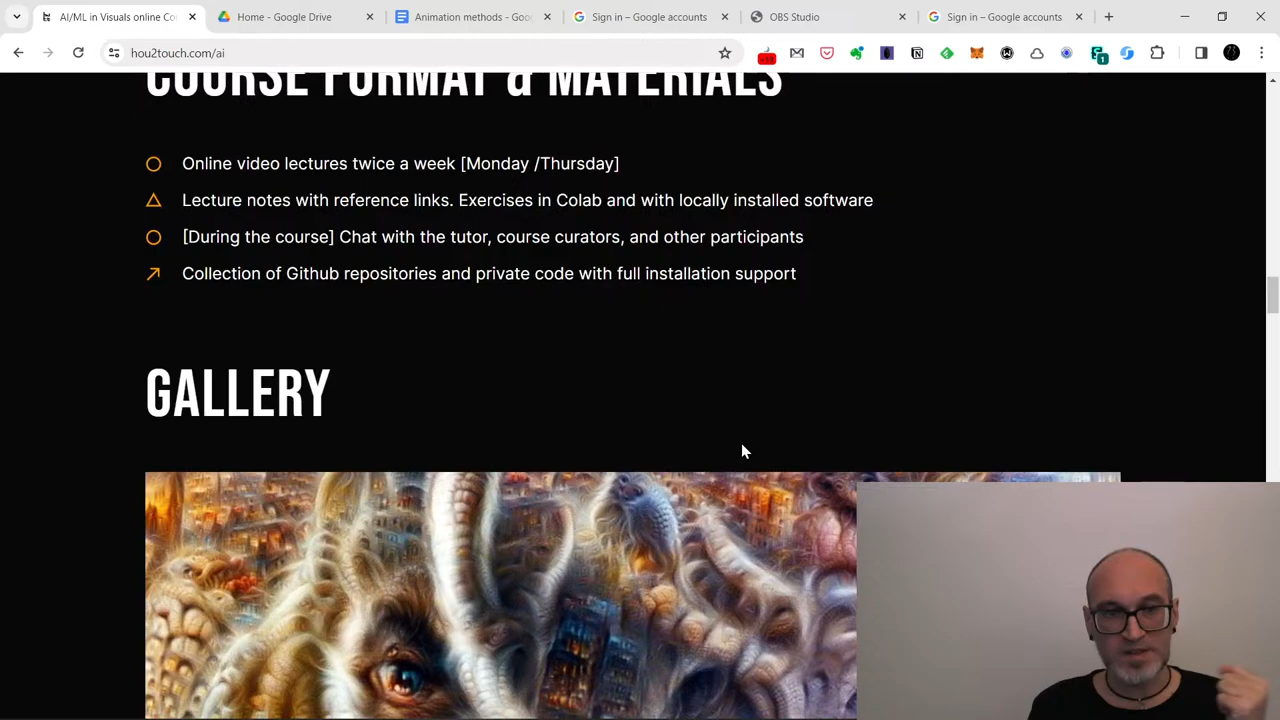 AI/ML in Visuals online Co
Home - Google Drive
Animation methods - Goo
Sign in – Google accounts
OBS Studio
Sign in – Google accounts
hou2touch.com/ai
1
COURSE FORMAT & MATERIALS
Online video lectures twice a week [Monday /Thursday]
Lecture notes with reference links. Exercises in Colab and with locally installed software
[During the course] Chat with the tutor, course curators, and other participants
Collection of Github repositories and private code with full installation support
GALLERY